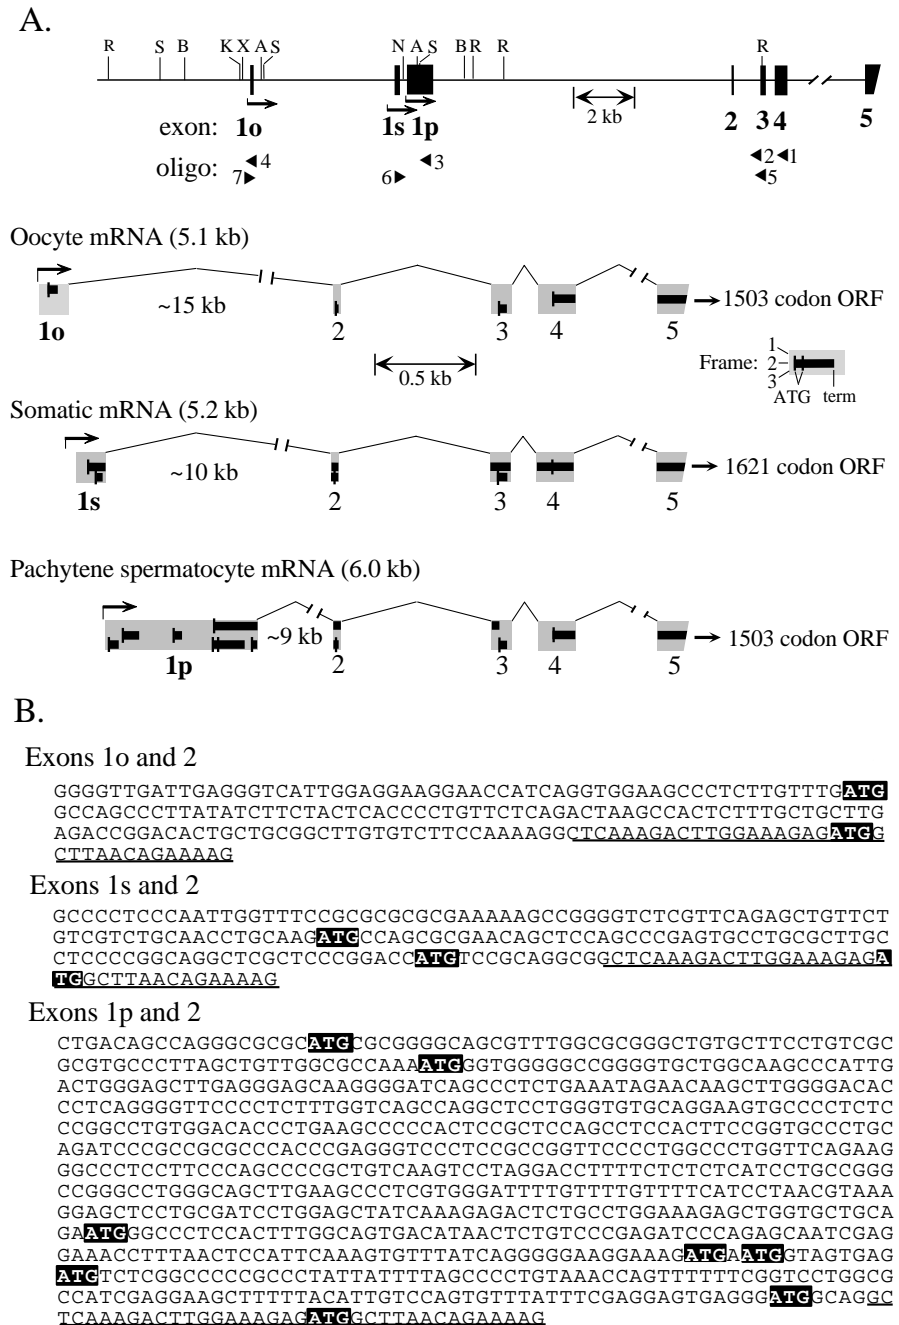 A.
R S B K X A S N A S B R R R
2 kb
exon: 1o 1s 1p 2 3 4 5
oligo: 4 3 2 1
7 6 5
Oocyte mRNA (5.1 kb)
~15 kb
1503 codon ORF
1o 2 3 4 5
0.5 kb
Frame: 1 2 3
ATG term
Somatic mRNA (5.2 kb)
~10 kb
1621 codon ORF
1s 2 3 4 5
Pachytene spermatocyte mRNA (6.0 kb)
~9 kb
1503 codon ORF
1p 2 3 4 5
B.
Exons 1o and 2
GGGGTTGATTGAGGGTCATTGGAGGAAGGAACCATCAGGTGGAAGCCCTCTTGTTTGATG
GCCAGCCCTTATATCTTCTACTCACCCCTGTTCTCAGACTAAGCCACTCTTTGCTGCTTG
AGACCGGACACTGCTGCGGCTTGTGTCTTCCAAAAGGCTCAAAGACTTGGAAAGAGATGG
CTTAACAGAAAAG
Exons 1s and 2
GCCCCTCCCAATTGGTTTCCGCGCGCGCGAAAAAGCCGGGGTCTCGTTCAGAGCTGTTCT
GTCGTCTGCAACCTGCAAGATGCCAGCGCGAACAGCTCCAGCCCGAGTGCCTGCGCTTGC
CTCCCCGGCAGGCTCGCTCCCGGACCATGTCCGCAGGCGGCTCAAAGACTTGGAAAGAGA
TGGCTTAACAGAAAAG
Exons 1p and 2
CTGACAGCCAGGGCGCGCATGCGCGGGGCAGCGTTTGGCGCGGGCTGTGCTTCCTGTCGC
GCGTGCCCTTAGCTGTTGGCGCCAAAATGGGTGGGGGCCGGGGTGCTGGCAAGCCCATTG
ACTGGGAGCTTGAGGGAGCAAGGGGATCAGCCCTCTGAAATAGAACAAGCTTGGGGACAC
CCTCAGGGGTTCCCCTCTTTGGTCAGCCAGGCTCCTGGGTGTGCAGGAAGTGCCCCTCTC
CCGGCCTGTGGACACCCTGAAGCCCCCACTCCGCTCCAGCCTCCACTTCCGGTGCCCTGC
AGATCCCGCCGCGCCCACCCGAGGGTCCCTCCGCCGGTTCCCCTGGCCCTGGTTCAGAAG
GGCCCTCCTTCCCAGCCCCGCTGTCAAGTCCTAGGACCTTTTCTCTCTCATCCTGCCGGG
CCGGGCCTGGGCAGCTTGAAGCCCTCGTGGGATTTTGTTTTGTTTTCATCCTAACGTAAA
GGAGCTCCTGCGATCCTGGAGCTATCAAAGAGACTCTGCCTGGAAAGAGCTGGTGCTGCA
GAATGGGCCCTCCACTTTGGCAGTGACATAACTCTGTCCCGAGATCCCAGAGCAATCGAG
GAAACCTTTAACTCCATTCAAAGTGTTTATCAGGGGGAAGGAAAGATGAATGGTAGTGAG
ATGTCTCGGCCCCCGCCCTATTATTTTAGCCCCTGTAAACCAGTTTTTTCGGTCCTGGCG
CCATCGAGGAAGCTTTTTACATTGTCCAGTGTTTATTTCGAGGAGTGAGGGATGGCAGGC
TCAAAGACTTGGAAAGAGATGGCTTAACAGAAAAG